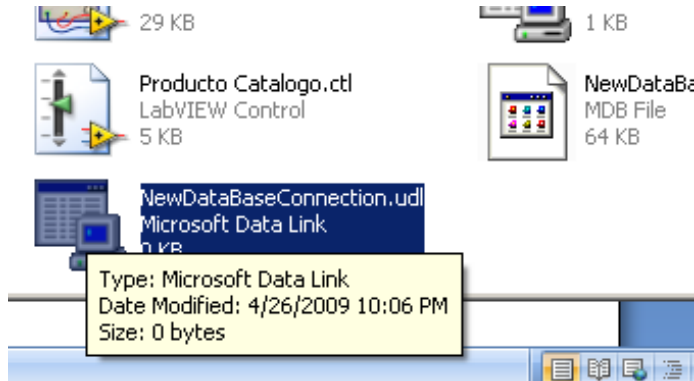 29 KB
1 KB
Producto Catalogo.ctl
LabVIEW Control
5 KB
NewDataBa
MDB File
64 KB
NewDataBaseConnection.udl
Microsoft Data Link
0 KB
Type: Microsoft Data Link
Date Modified: 4/26/2009 10:06 PM
Size: 0 bytes